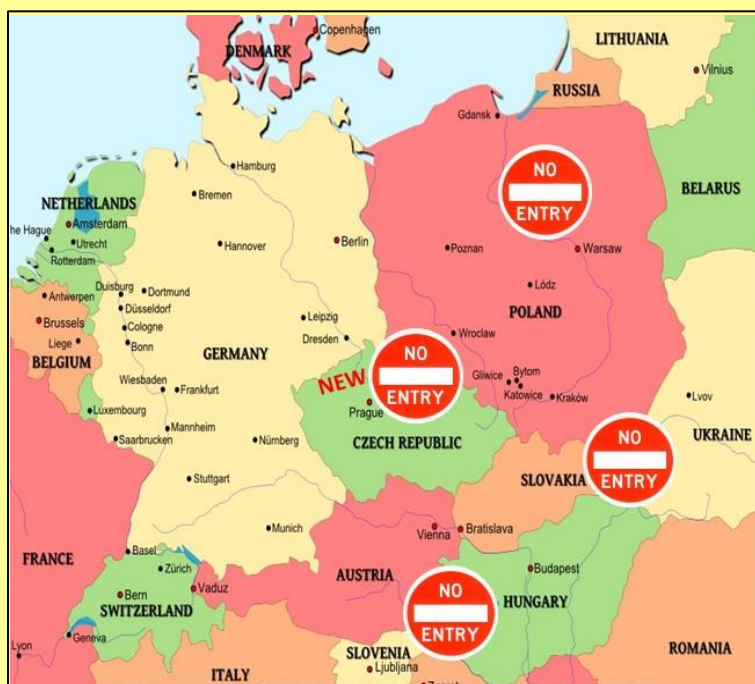 Copenhagen
DENMARK
LITHUANIA
Vilnius
RUSSIA
Gdansk
Hamburg
NO
ENTRY
BELARUS
Bremen
NETHERLANDS
Amsterdam
he Hague
Utrecht
Rotterdam
Hannover
Berlin
Poznan
Warsaw
Duisburg
Dortmund
Antwerpen
Düsseldorf
Lódz
Leipzig
POLAND
Brussels
Cologne
Liege
Bonn
Dresden
Wroclaw
BELGIUM
GERMANY
NO
ENTRY
NEW
Gliwice
Bytom
Katowice
Kraków
Wiesbaden
Frankfurt
Lvov
Luxembourg
Prague
Mannheim
Saarbrucken
Nürnberg
CZECH REPUBLIC
UKRAINE
NO
ENTRY
Stuttgart
SLOVAKIA
Munich
Vienna
Bratislava
FRANCE
Basel
Zürich
AUSTRIA
Budapest
Bern
Vaduz
SWITZERLAND
NO
ENTRY
HUNGARY
Geneva
Lyon
ITALY
SLOVENIA
Ljubljana
ROMANIA